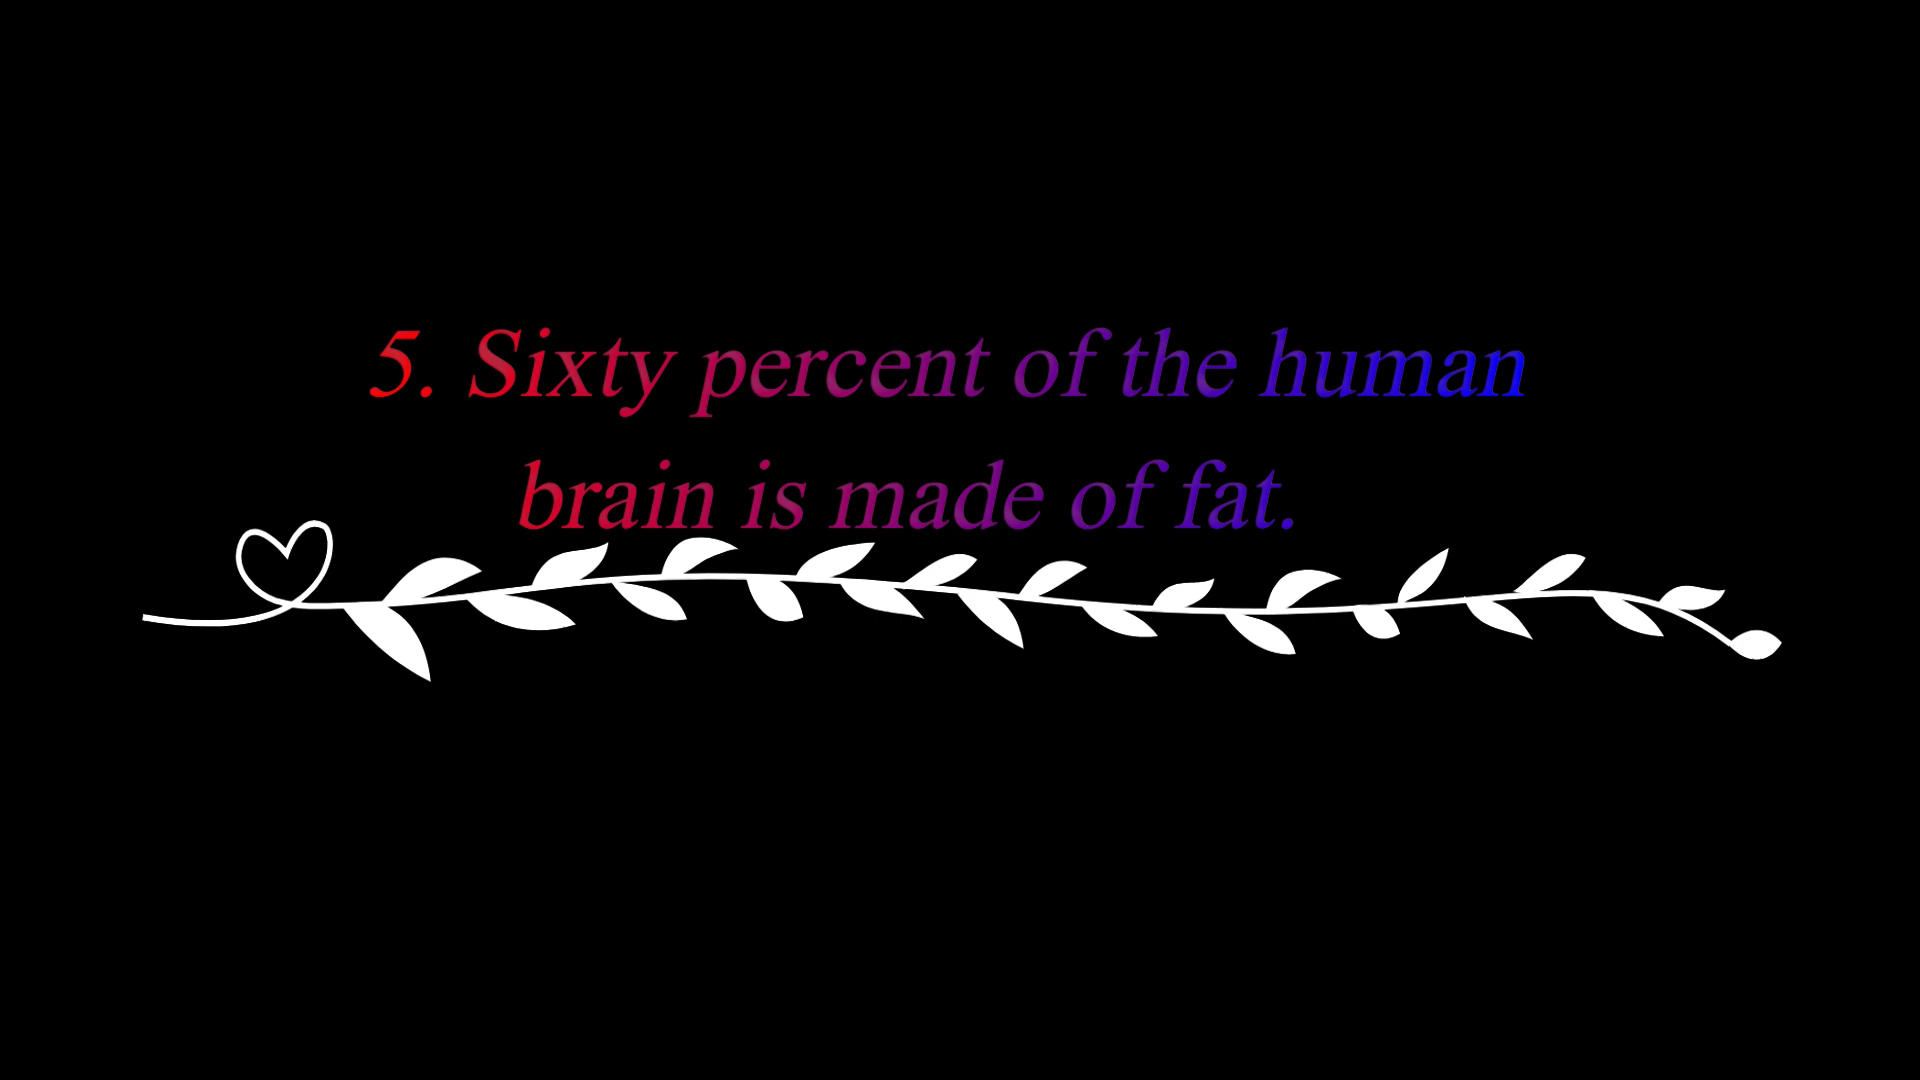 5. Sixty percent of the human
brain is made of fat.